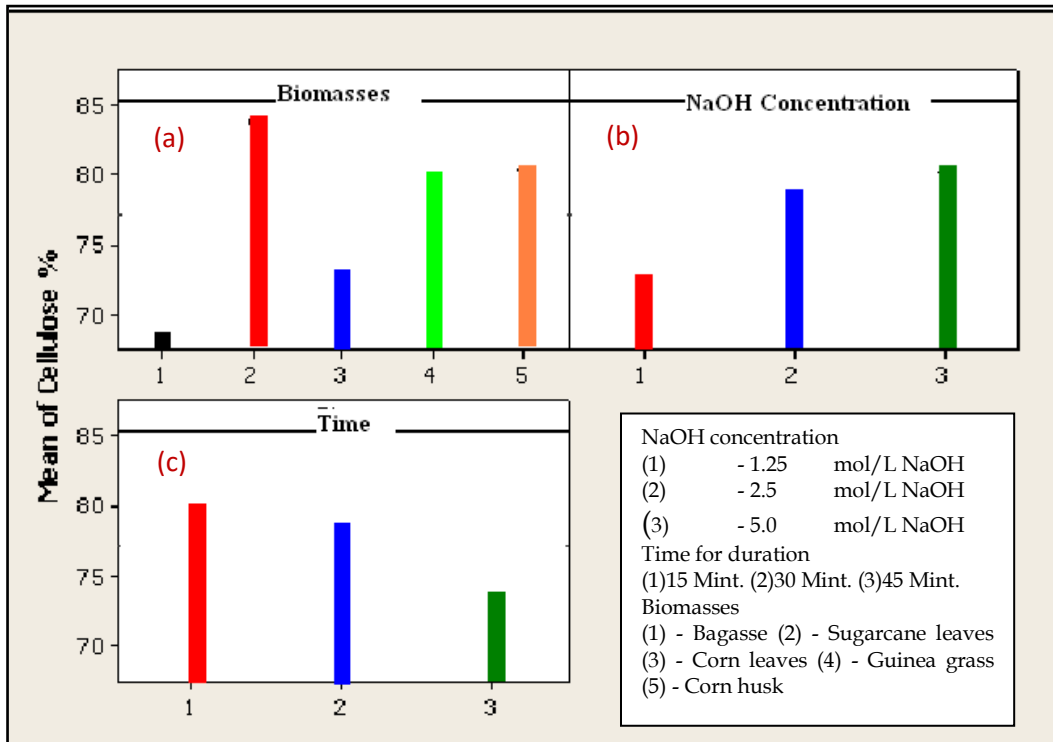 Biomasses
NaOH Concentration
(a)
(b)
85
80
75
70
1 2 3 4 5
1 2 3
Mean of Cellulose %
Time
(c)
85
80
75
70
1 2 3
NaOH concentration
(1) - 1.25 mol/L NaOH
(2) - 2.5 mol/L NaOH
(3) - 5.0 mol/L NaOH
Time for duration
(1)15 Mint. (2)30 Mint. (3)45 Mint.
Biomasses
(1) - Bagasse (2) - Sugarcane leaves
(3) - Corn leaves (4) - Guinea grass
(5) - Corn husk